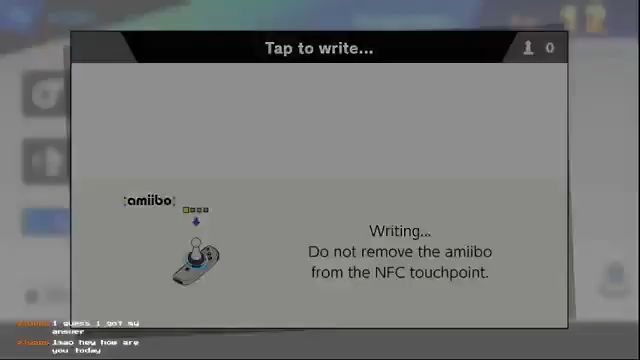 Tap to write...
0
amiibo
Writing...
Do not remove the amiibo
from the NFC touchpoint.
I guess i got my
answer
lmao hey how are
you today